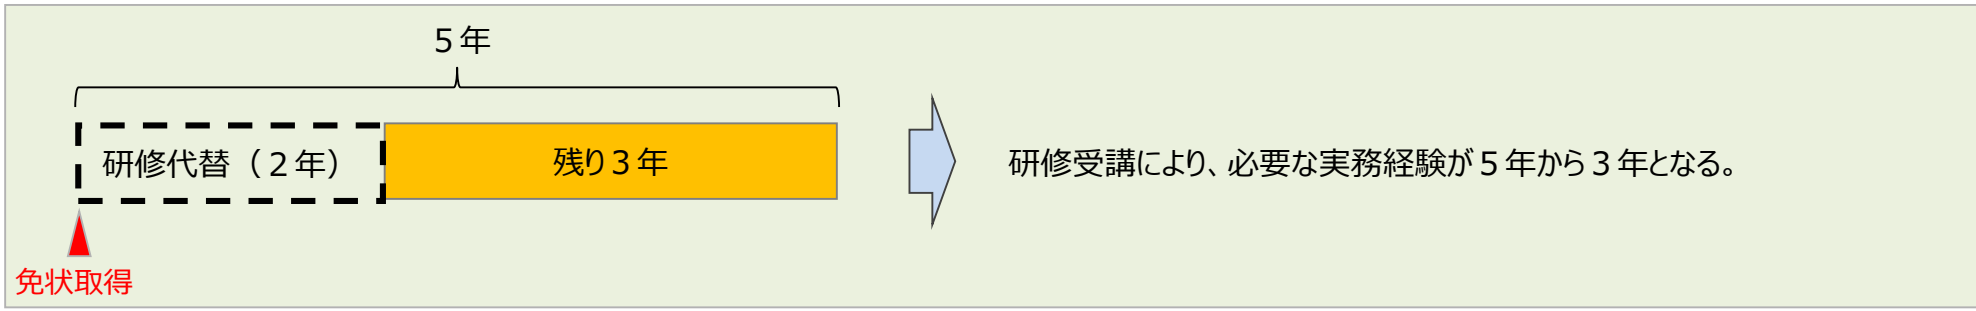 ５年
研修代替（２年）
残り３年
研修受講により、必要な実務経験が５年から３年となる。
免状取得